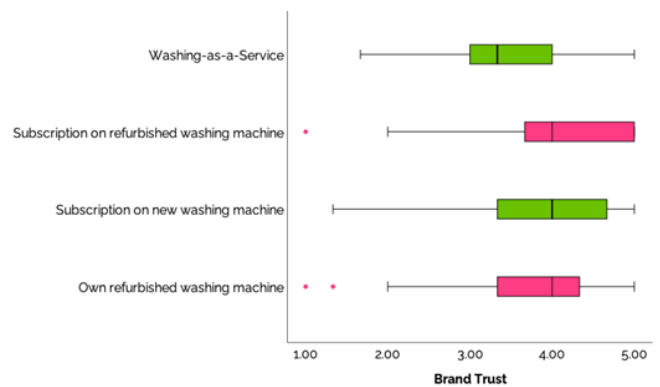 Washing-as-a-Service
Subscription on refurbished washing machine
Subscription on new washing machine
Own refurbished washing machine
1.00 2.00 3.00 4.00 5.00
Brand Trust